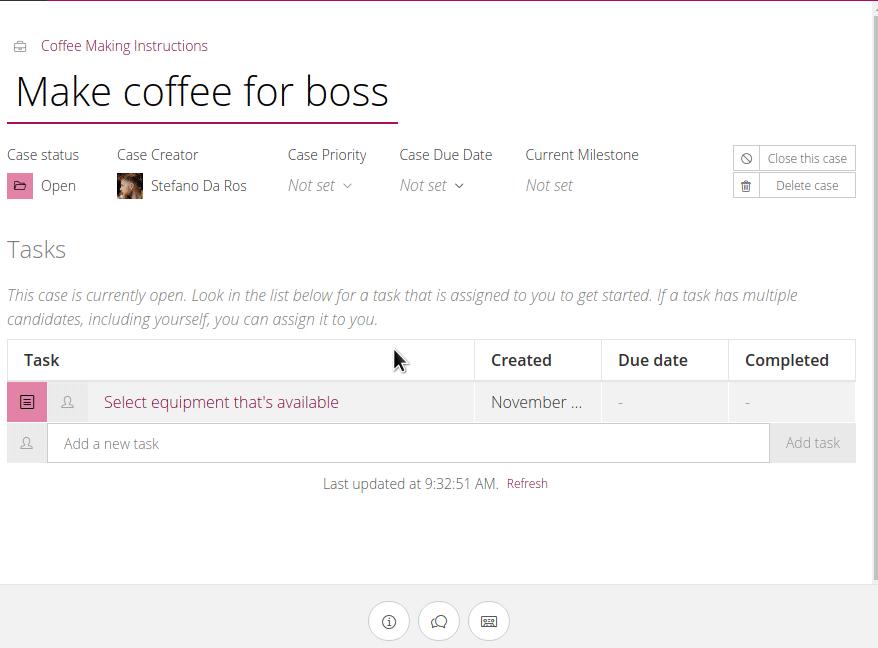 Coffee Making Instructions
Make coffee for boss
Case status Case Creator Case Priority Case Due Date Current Milestone
Open Stefano Da Ros Not set Not set Not set
Close this case
Delete case
Tasks
This case is currently open. Look in the list below for a task that is assigned to you to get started. If a task has multiple
candidates, including yourself, you can assign it to you.
Task Created Due date Completed
Select equipment that's available November ... - -
Add a new task Add task
Last updated at 9:32:51 AM. Refresh